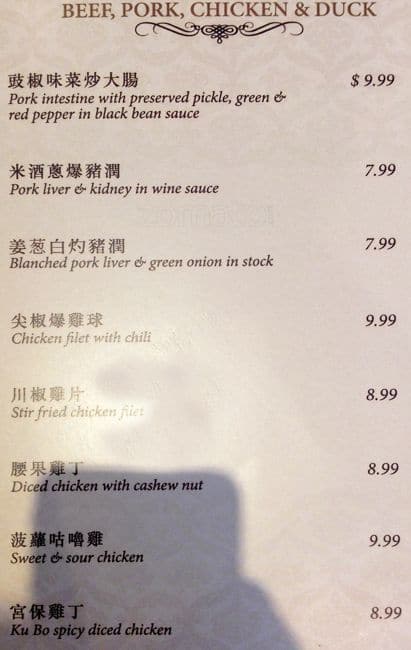 BEEF, PORK, CHICKEN & DUCK
豉椒味菜炒大腸 $ 9.99
Pork intestine with preserved pickle, green &
red pepper in black bean sauce
米酒蔥爆豬潤 7.99
Pork liver & kidney in wine sauce
姜葱白灼豬潤 7.99
Blanched pork liver & green onion in stock
尖椒爆雞球 9.99
Chicken filet with chili
川椒雞片 8.99
Stir fried chicken filet
腰果雞丁 8.99
Diced chicken with cashew nut
菠蘿咕嚕雞 9.99
Sweet & sour chicken
宮保雞丁 8.99
Ku Bo spicy diced chicken